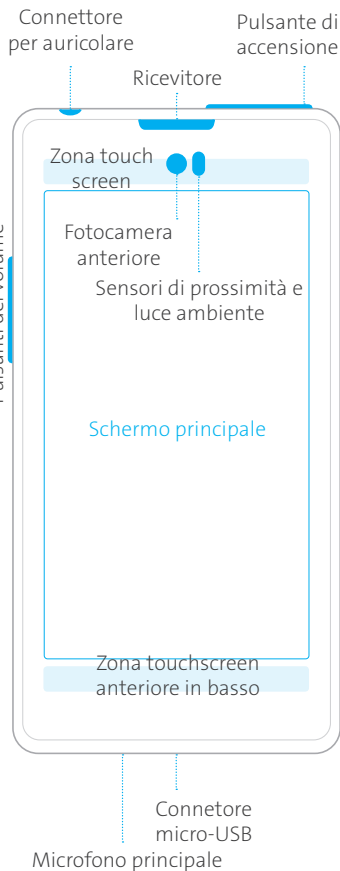 Connettore
per auricolare
Pulsante di
accensione
Ricevitore
Zona touch
screen
Fotocamera
anteriore
Sensori di prossimità e
luce ambiente
Schermo principale
Zona touchscreen
anteriore in basso
Connetore
micro-USB
Microfono principale